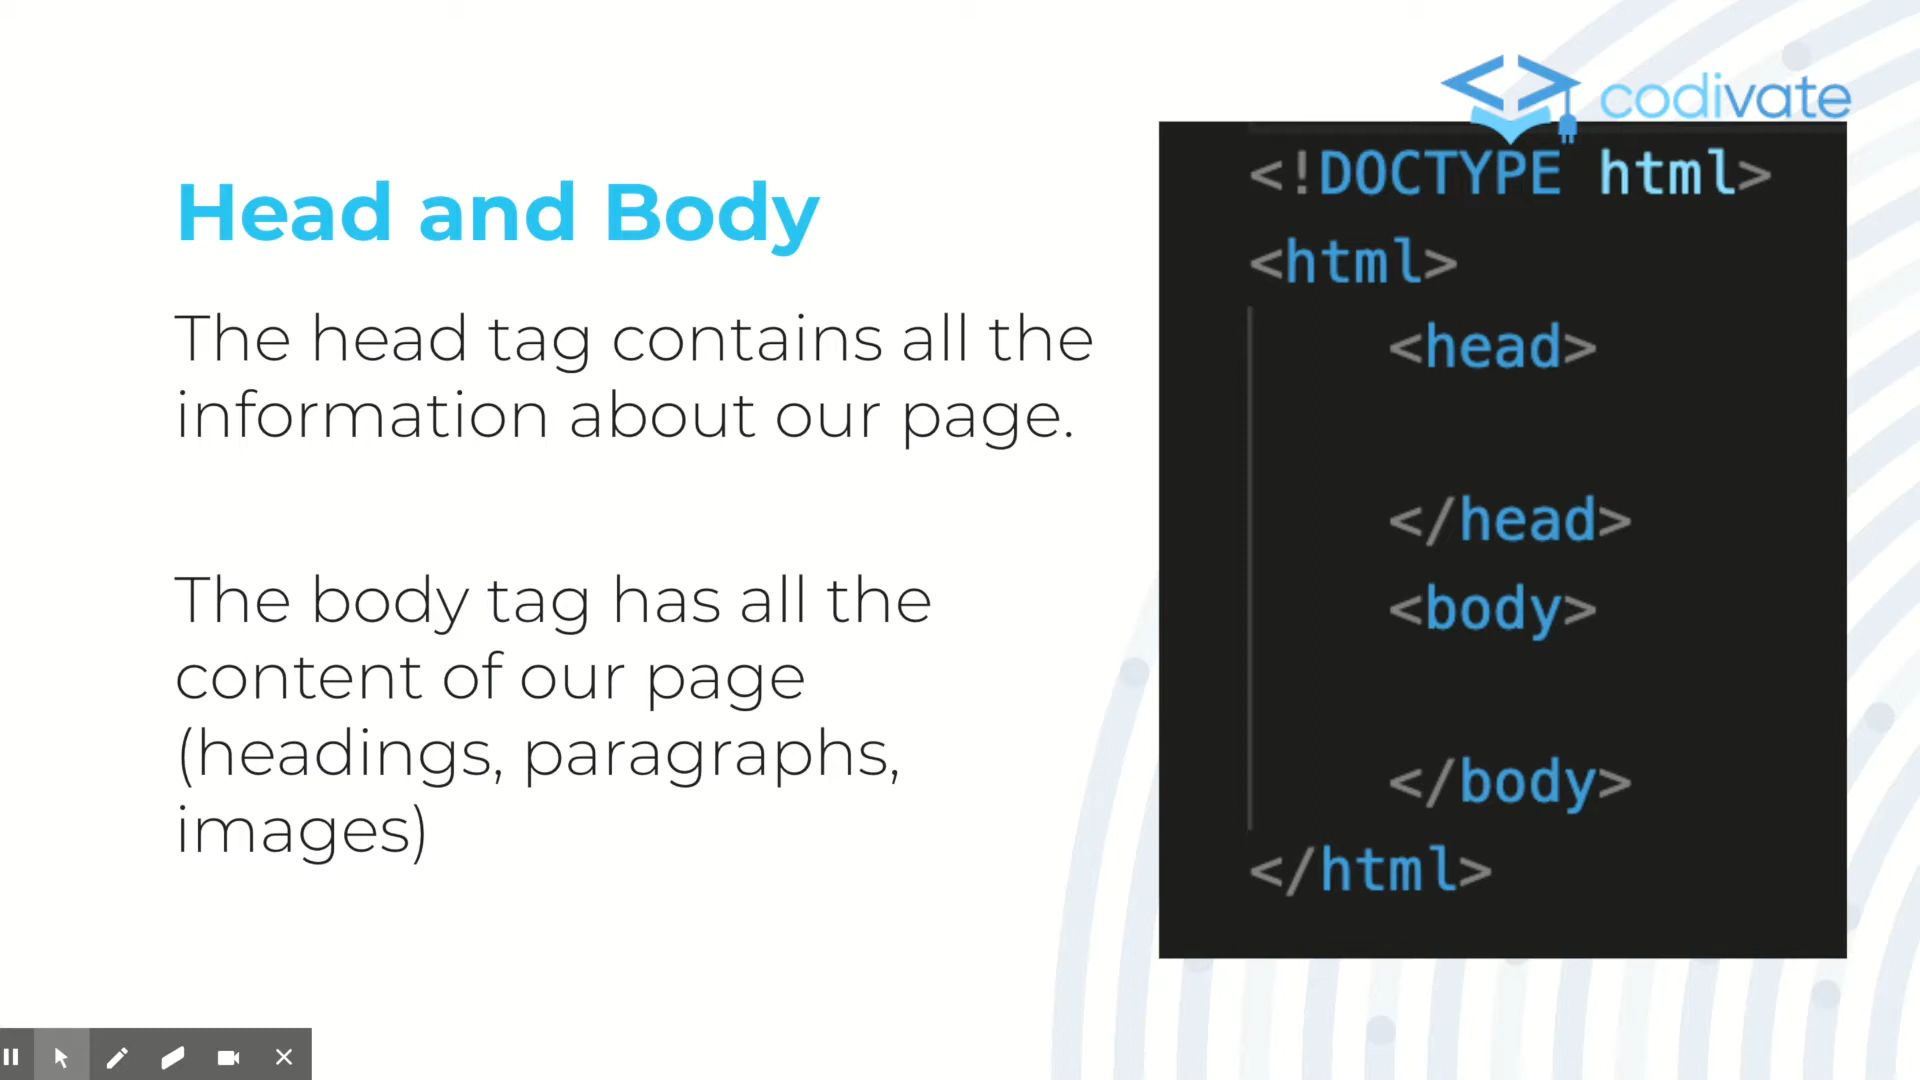 codivate
Head and Body
The head tag contains all the
information about our page.
The body tag has all the
content of our page
(headings, paragraphs,
images)
<!DOCTYPE html>
<html>
<head>
</head>
<body>
</body>
</html>